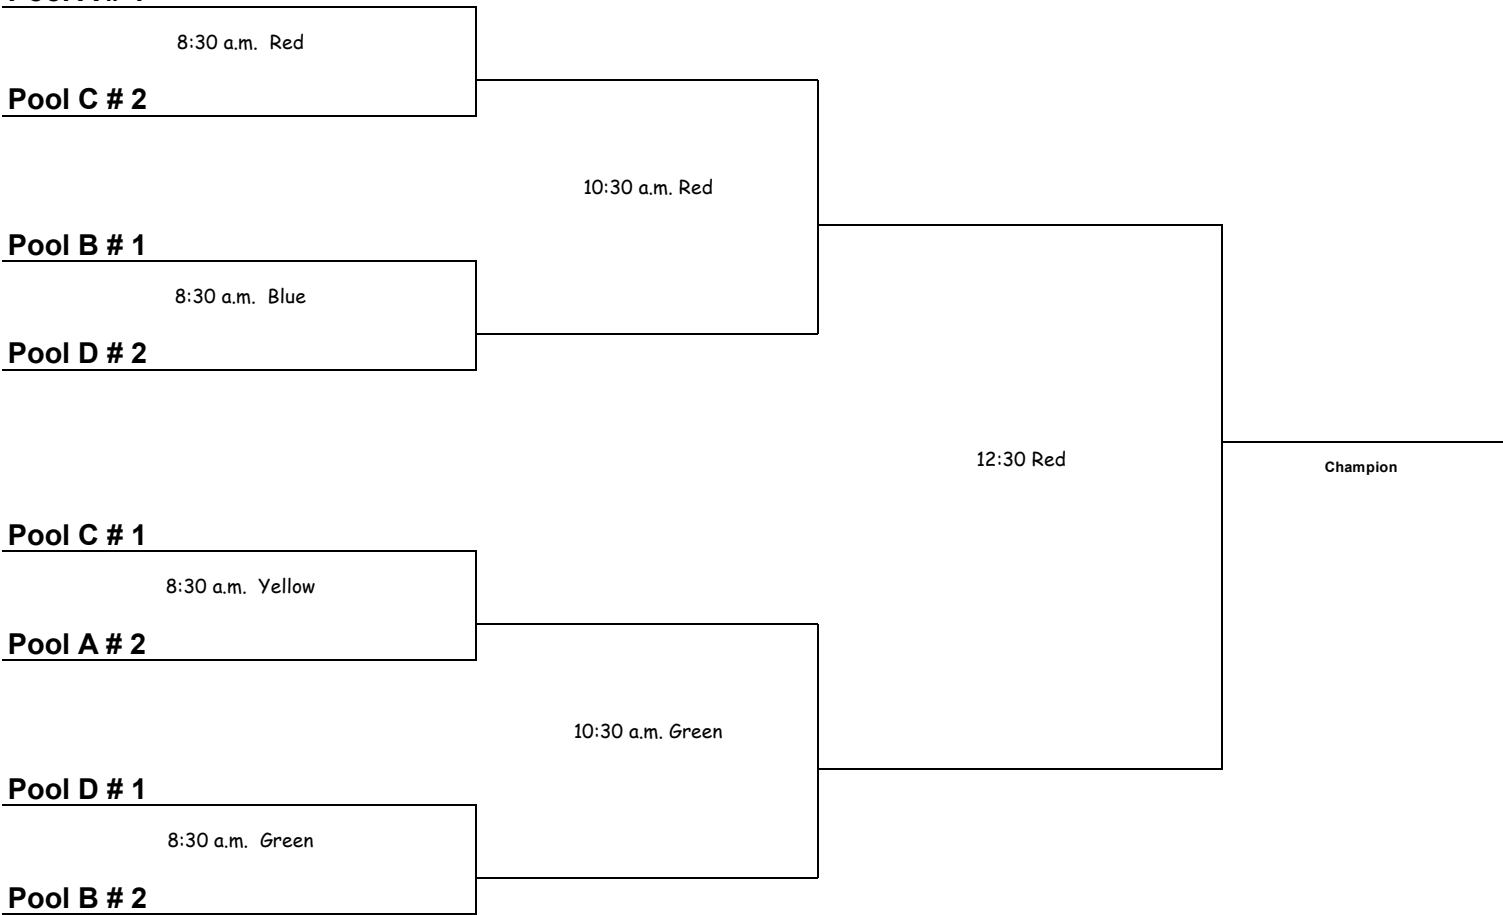 8:30 a.m. Red
Pool C # 2
10:30 a.m. Red
Pool B # 1
8:30 a.m. Blue
Pool D # 2
12:30 Red
Champion
Pool C # 1
8:30 a.m. Yellow
Pool A # 2
10:30 a.m. Green
Pool D # 1
8:30 a.m. Green
Pool B # 2